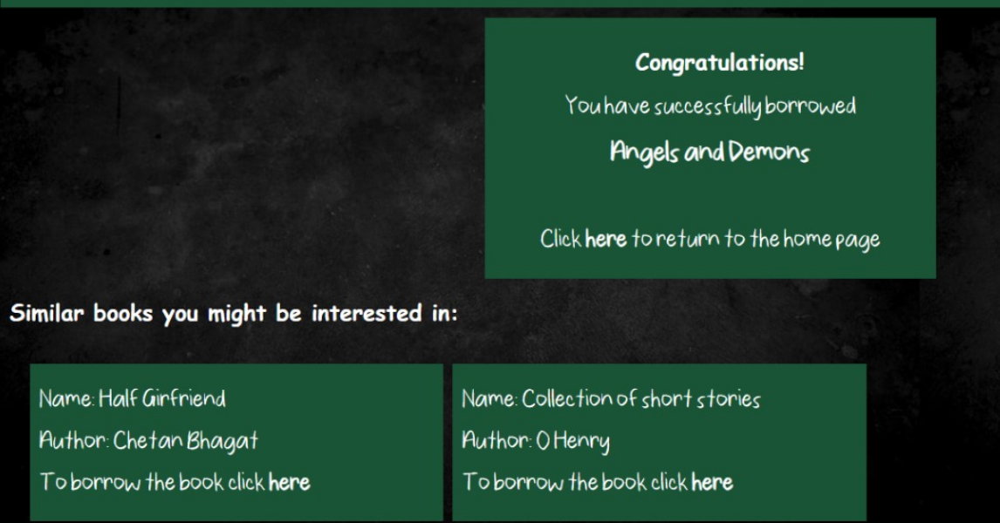 Congratulations!
You have successfully borrowed
Angels and Demons
Click here to return to the home page
Similar books you might be interested in:
Name: Half Girfriend
Author: Chetan Bhagat
To borrow the book click here
Name: Collection of short stories
Author: O Henry
To borrow the book click here